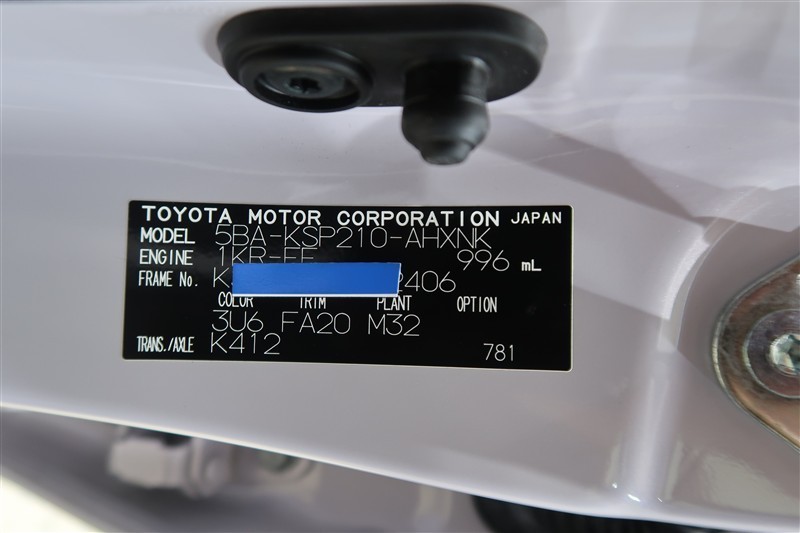 TOYOTA MOTOR CORPORATION JAPAN
MODEL 5BA-KSP210-AHXNK
ENGINE 1KR-FE 996 mL
FRAME No. K 2406
COLOR TRIM PLANT OPTION
3U6 FA20 M32
TRANS./AXLE K412 781